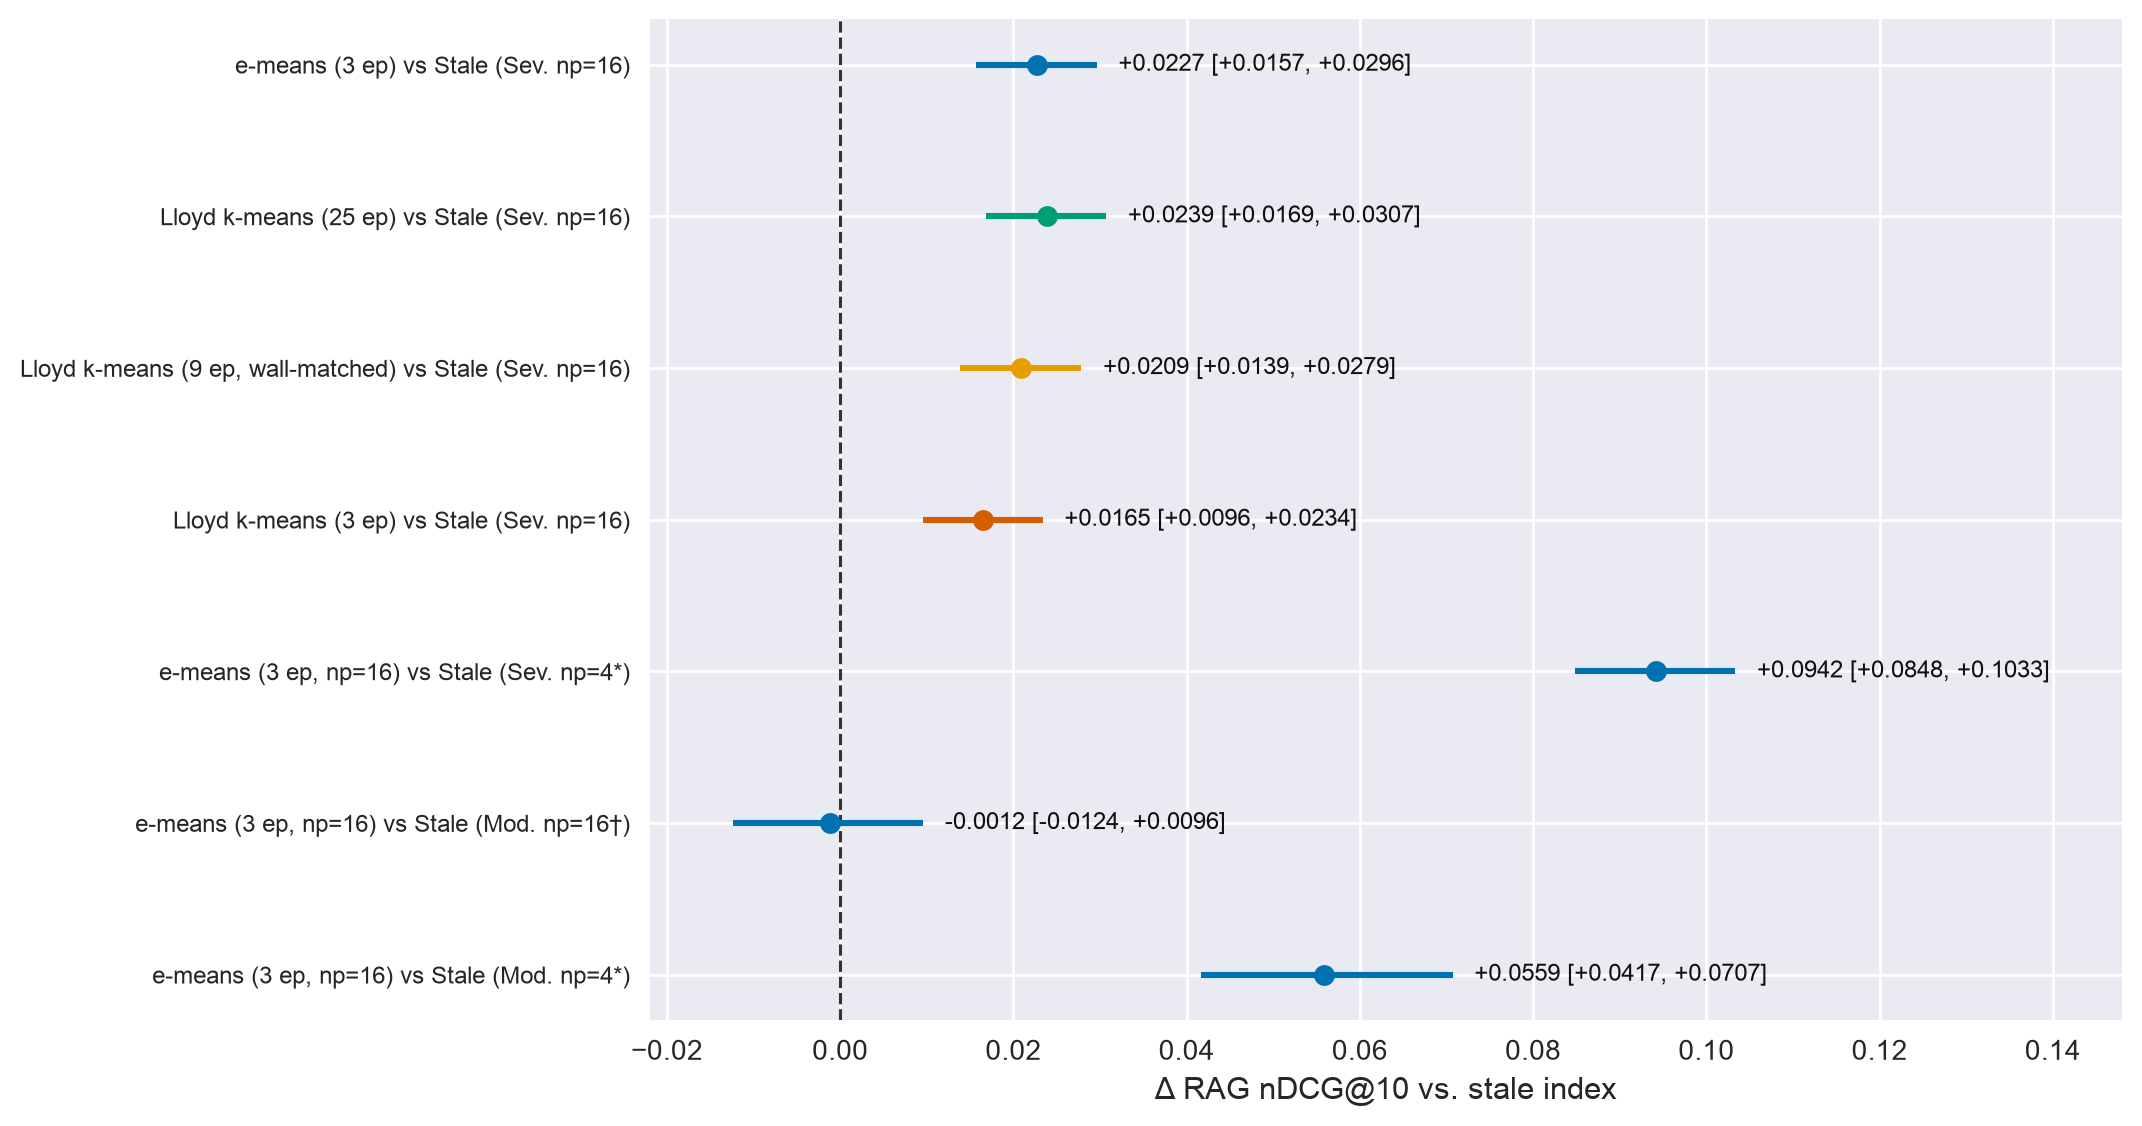 e-means (3 ep) vs Stale (Sev. np=16)
+0.0227 [+0.0157, +0.0296]
Lloyd k-means (25 ep) vs Stale (Sev. np=16)
+0.0239 [+0.0169, +0.0307]
Lloyd k-means (9 ep, wall-matched) vs Stale (Sev. np=16)
+0.0209 [+0.0139, +0.0279]
Lloyd k-means (3 ep) vs Stale (Sev. np=16)
+0.0165 [+0.0096, +0.0234]
e-means (3 ep, np=16) vs Stale (Sev. np=4*)
+0.0942 [+0.0848, +0.1033]
e-means (3 ep, np=16) vs Stale (Mod. np=16†)
-0.0012 [-0.0124, +0.0096]
e-means (3 ep, np=16) vs Stale (Mod. np=4*)
+0.0559 [+0.0417, +0.0707]
−0.02 0.00 0.02 0.04 0.06 0.08 0.10 0.12 0.14
Δ RAG nDCG@10 vs. stale index